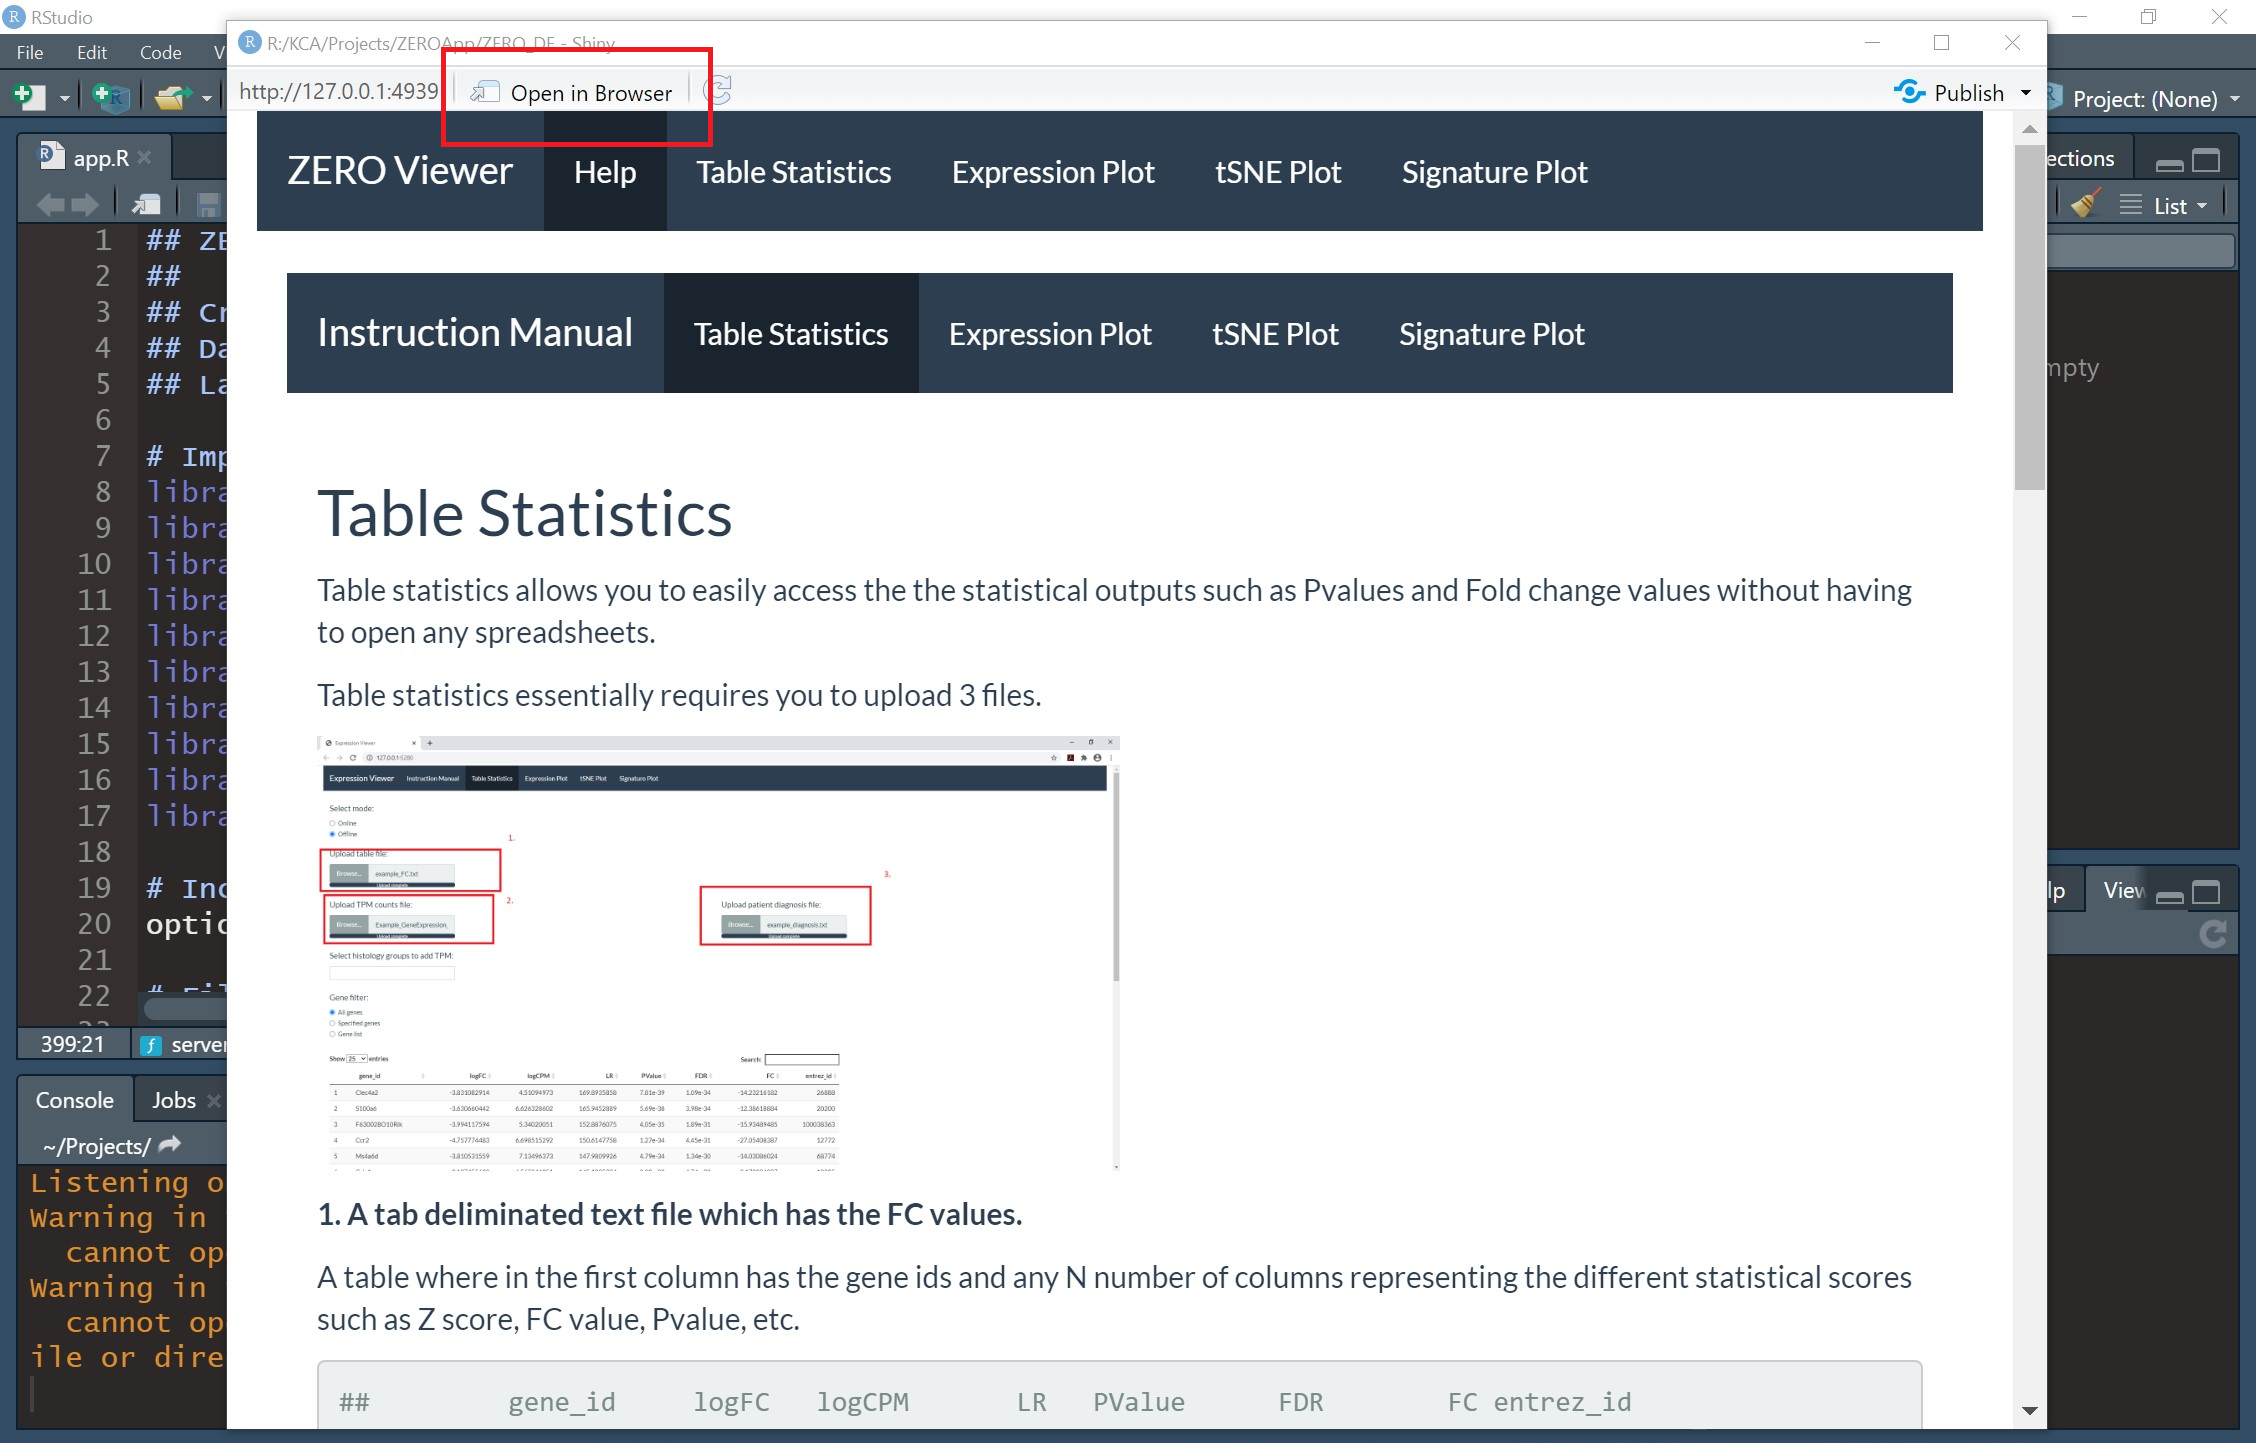 RStudio
File Edit Code V
R:/KCA/Projects/ZEROApp/ZERO_DE - Shiny
http://127.0.0.1:4939
Open in Browser
Publish
Project: (None)
app.R
ections
List
mpty
1 ## ZE
2 ##
3 ## Cr
4 ## Da
5 ## La
6
7 # Imp
8 libra
9 libra
10 libra
11 libra
12 libra
13 libra
14 libra
15 libra
16 libra
17 libra
18
19 # Inc
20 optic
21
22 # Fil
23
399:21 server
Console Jobs
~/Projects/
Listening o
Warning in
cannot op
Warning in
cannot op
ile or dire
lp
View
ZERO Viewer Help Table Statistics Expression Plot tSNE Plot Signature Plot
Instruction Manual Table Statistics Expression Plot tSNE Plot Signature Plot
Table Statistics
Table statistics allows you to easily access the the statistical outputs such as Pvalues and Fold change values without having
to open any spreadsheets.
Table statistics essentially requires you to upload 3 files.
Expression Viewer
127.0.0.1:5280
Expression Viewer Instruction Manual Table Statistics Expression Plot tSNE Plot Signature Plot
Select mode:
Online
Offline
1.
Upload table file:
Browse... example_FC.txt
Upload complete
2.
Upload TPM counts file:
Browse... Example_GeneExpression_
Upload complete
3.
Upload patient diagnosis file:
Browse... example_diagnosis.txt
Upload complete
Select histology groups to add TPM:
Gene filter:
All genes
Specified genes
Gene list
Show 25 entries
Search:
gene_id logFC logCPM LR PValue FDR FC entrez_id
1 Clec4a2 -3.831082914 4.51094973 169.8935858 7.81e-39 1.09e-34 -14.23216182 26888
2 S100a6 -3.630660442 6.626328602 165.9452889 5.69e-38 3.98e-34 -12.38618884 20200
3 F630028O10Rik -3.994117594 5.34020051 152.8876075 4.05e-35 1.89e-31 -15.93489485 100038363
4 Ccr2 -4.757774483 6.698515292 150.6147758 1.27e-34 4.45e-31 -27.05408387 12772
5 Ms4a6d -3.810531559 7.13496373 147.9809926 4.79e-34 1.34e-30 -14.03086024 68774
1. A tab deliminated text file which has the FC values.
A table where in the first column has the gene ids and any N number of columns representing the different statistical scores
such as Z score, FC value, Pvalue, etc.
## gene_id logFC logCPM LR PValue FDR FC entrez_id